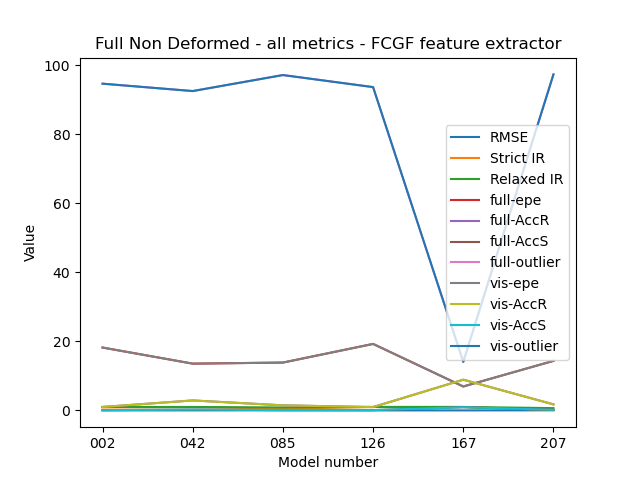 Full Non Deformed - all metrics - FCGF feature extractor
100
80
60
40
20
0
Value
RMSE
Strict IR
Relaxed IR
full-epe
full-AccR
full-AccS
full-outlier
vis-epe
vis-AccR
vis-AccS
vis-outlier
002 042 085 126 167 207
Model number